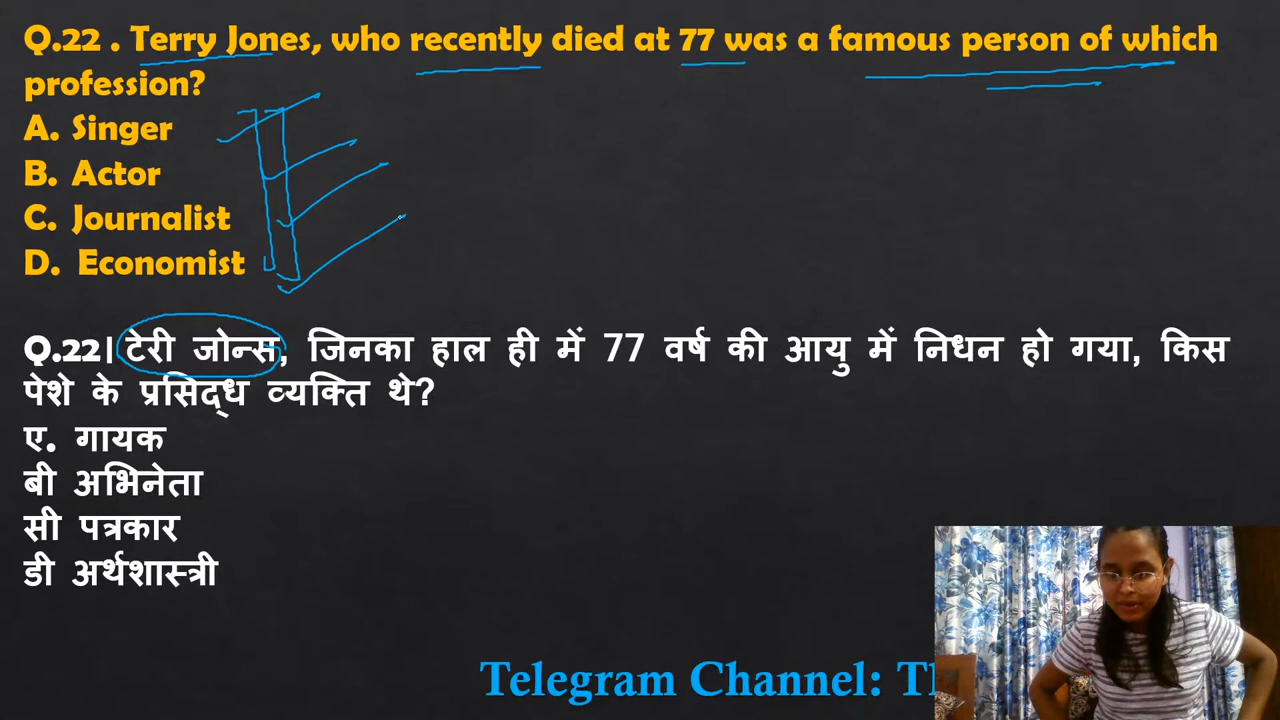 Q.22 . Terry Jones, who recently died at 77 was a famous person of which
profession?
A. Singer
B. Actor
C. Journalist
D. Economist
Q.22। टेरी जोन्स, जिनका हाल ही में 77 वर्ष की आयु में निधन हो गया, किस
पेशे के प्रसिद्ध व्यक्ति थे?
ए. गायक
बी अभिनेता
सी पत्रकार
डी अर्थशास्त्री
Telegram Channel: